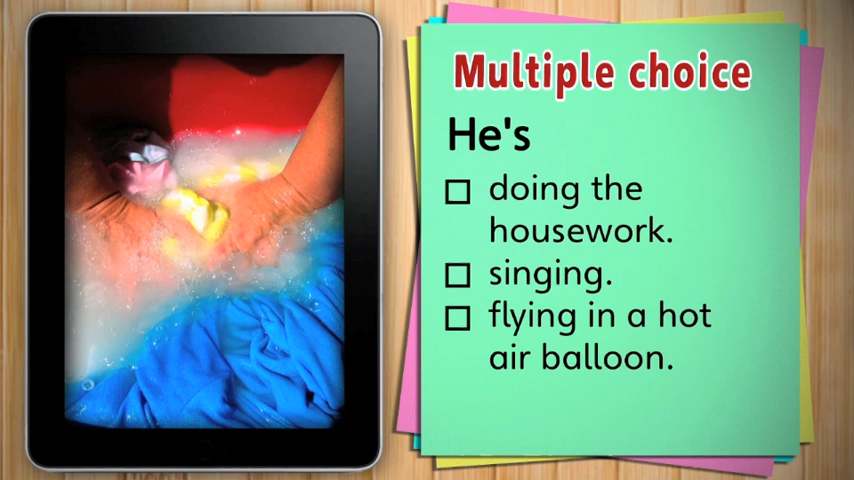 Multiple choice
He's
doing the
housework.
singing.
flying in a hot
air balloon.